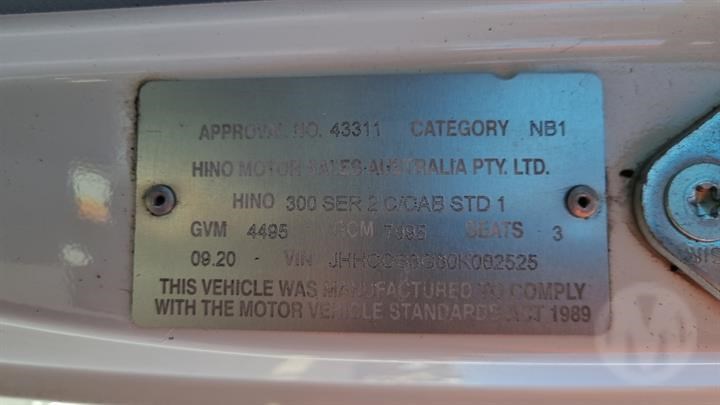 APPROVAL NO. 43311 CATEGORY NB1
HINO MOTOR SALES AUSTRALIA PTY. LTD.
HINO 300 SER 2 C/CAB STD 1
GVM 4495 GCM 7995 SEATS 3
09.20 VIN
THIS VEHICLE WAS MANUFACTURED TO COMPLY
WITH THE MOTOR VEHICLE STANDARDS ACT 1989